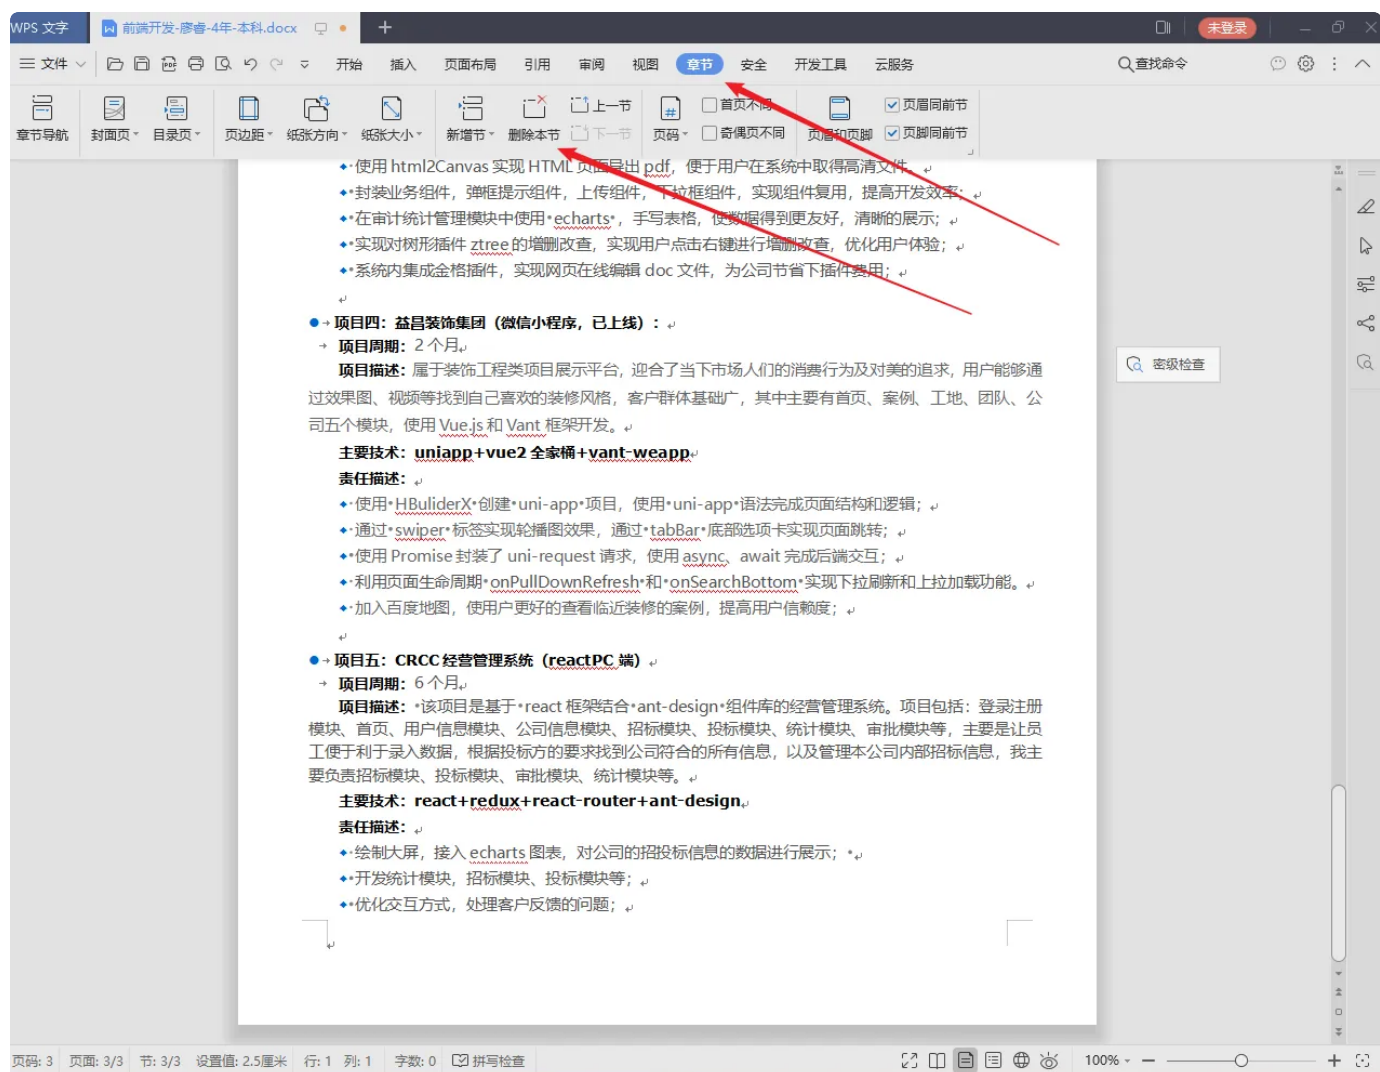 WPS 文字
前端开发-廖睿-4年-本科.docx
未登录
文件
开始
插入
页面布局
引用
审阅
视图
章节
安全
开发工具
云服务
查找命令
章节导航
封面页
目录页
页边距
纸张方向
纸张大小
新增节
删除本节
上一节
下一节
页码
首页不同
奇偶页不同
页眉和页脚
页眉同前节
页脚同前节
使用 html2Canvas 实现 HTML 页面导出 pdf，便于用户在系统中取得高清文件。
封装业务组件，弹框提示组件，上传组件，下拉框组件，实现组件复用，提高开发效率；
在审计统计管理模块中使用 echarts ，手写表格，使数据得到更友好，清晰的展示；
实现对树形插件 ztree 的增删改查，实现用户点击右键进行增删改查，优化用户体验；
系统内集成金格插件，实现网页在线编辑 doc 文件，为公司节省下插件费用；
项目四：益昌装饰集团（微信小程序，已上线）：
项目周期：2 个月
项目描述：属于装饰工程类项目展示平台，迎合了当下市场人们的消费行为及对美的追求，用户能够通
过效果图、视频等找到自己喜欢的装修风格，客户群体基础广，其中主要有首页、案例、工地、团队、公
司五个模块，使用 Vue.js 和 Vant 框架开发。
主要技术：uniapp+vue2 全家桶+vant-weapp
责任描述：
使用 HBuliderX 创建 uni-app 项目，使用 uni-app 语法完成页面结构和逻辑；
通过 swiper 标签实现轮播图效果，通过 tabBar 底部选项卡实现页面跳转；
使用 Promise 封装了 uni-request 请求，使用 async、await 完成后端交互；
利用页面生命周期 onPullDownRefresh 和 onSearchBottom 实现下拉刷新和上拉加载功能。
加入百度地图，使用户更好的查看临近装修的案例，提高用户信赖度；
项目五：CRCC 经营管理系统（reactPC 端）
项目周期：6 个月
项目描述： 该项目是基于 react 框架结合 ant-design 组件库的经营管理系统。项目包括：登录注册
模块、首页、用户信息模块、公司信息模块、招标模块、投标模块、统计模块、审批模块等，主要是让员
工便于利于录入数据，根据投标方的要求找到公司符合的所有信息，以及管理本公司内部招标信息，我主
要负责招标模块、投标模块、审批模块、统计模块等。
主要技术：react+redux+react-router+ant-design
责任描述：
绘制大屏，接入 echarts 图表，对公司的招投标信息的数据进行展示；
开发统计模块，招标模块、投标模块等；
优化交互方式，处理客户反馈的问题；
密级检查
页码: 3
页面: 3/3
节: 3/3
设置值: 2.5厘米
行: 1
列: 1
字数: 0
拼写检查
100%